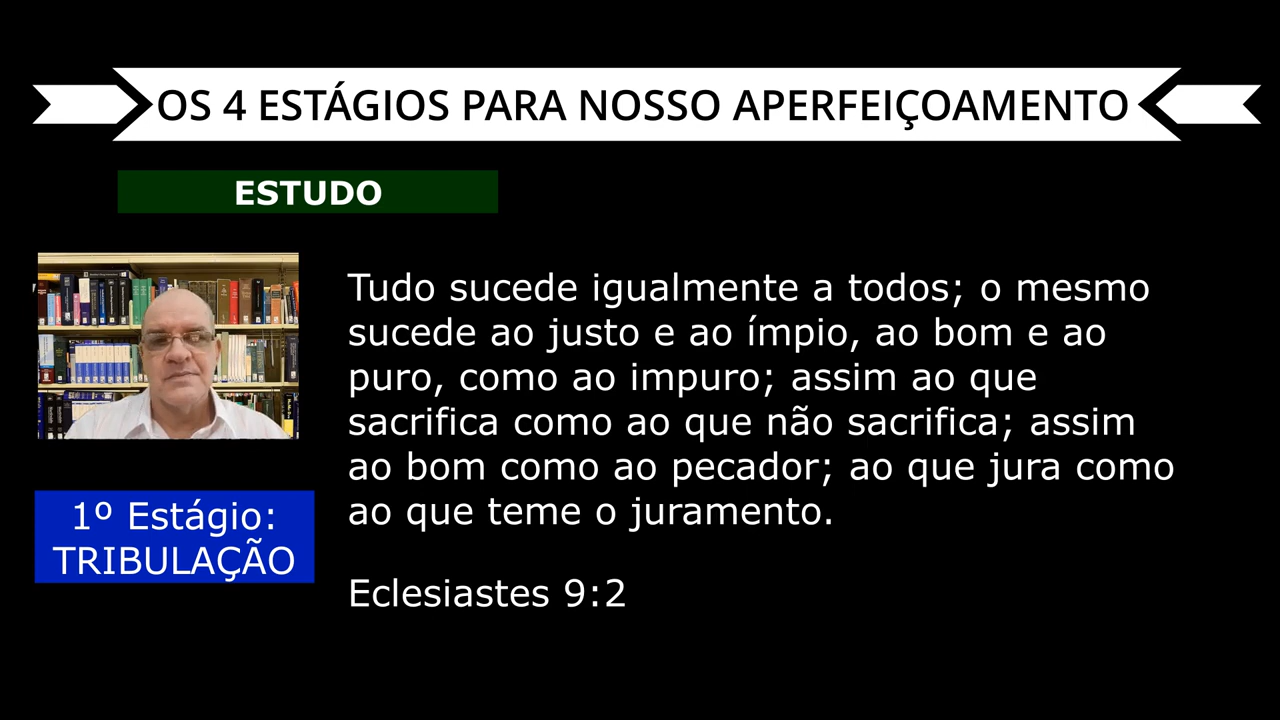 OS 4 ESTÁGIOS PARA NOSSO APERFEIÇOAMENTO
ESTUDO
Tudo sucede igualmente a todos; o mesmo
sucede ao justo e ao ímpio, ao bom e ao
puro, como ao impuro; assim ao que
sacrifica como ao que não sacrifica; assim
ao bom como ao pecador; ao que jura como
ao que teme o juramento.
Eclesiastes 9:2
1º Estágio:
TRIBULAÇÃO